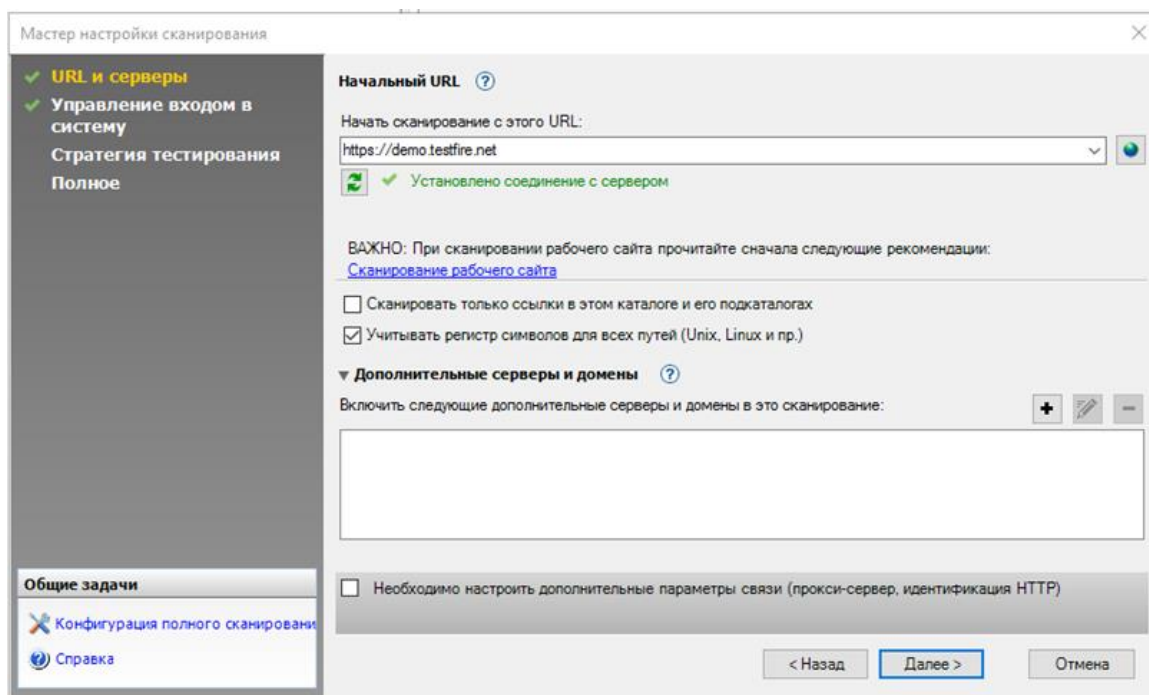 Мастер настройки сканирования
URL и серверы
Управление входом в
систему
Стратегия тестирования
Полное
Начальный URL
Начать сканирование с этого URL:
https://demo.testfire.net
Установлено соединение с сервером
ВАЖНО: При сканировании рабочего сайта прочитайте сначала следующие рекомендации:
Сканирование рабочего сайта
Сканировать только ссылки в этом каталоге и его подкаталогах
Учитывать регистр символов для всех путей (Unix, Linux и пр.)
Дополнительные серверы и домены
Включить следующие дополнительные серверы и домены в это сканирование:
Необходимо настроить дополнительные параметры связи (прокси-сервер, идентификация HTTP)
Общие задачи
Конфигурация полного сканировани
Справка
< Назад
Далее >
Отмена